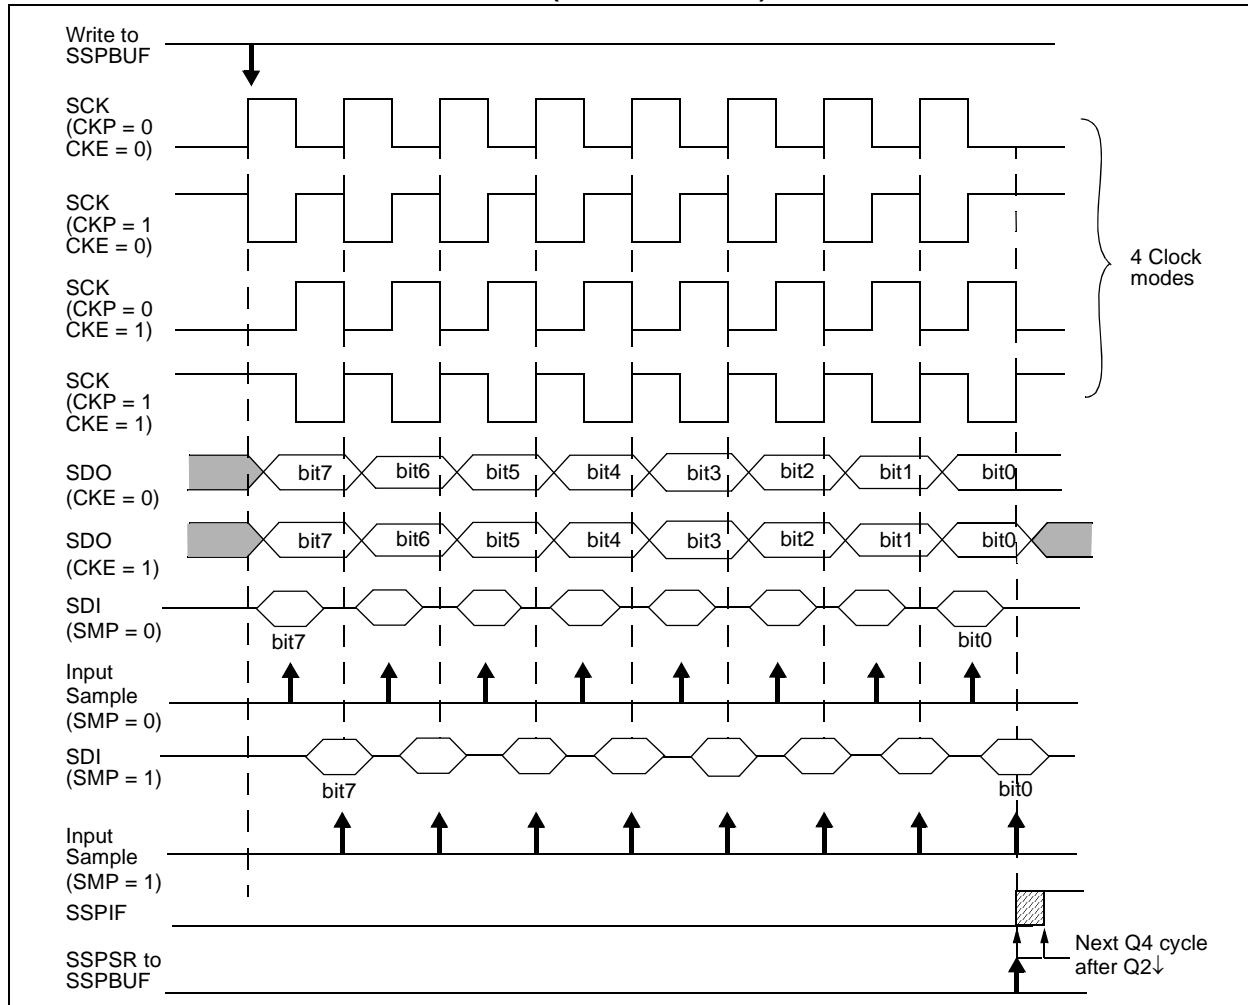 Write to
SSPBUF
SCK
(CKP = 0
CKE = 0)
SCK
(CKP = 1
CKE = 0)
SCK
(CKP = 0
CKE = 1)
SCK
(CKP = 1
CKE = 1)
4 Clock
modes
SDO
(CKE = 0)
bit7 bit6 bit5 bit4 bit3 bit2 bit1 bit0
SDO
(CKE = 1)
bit7 bit6 bit5 bit4 bit3 bit2 bit1 bit0
SDI
(SMP = 0)
bit7 bit0
Input
Sample
(SMP = 0)
SDI
(SMP = 1)
bit7 bit0
Input
Sample
(SMP = 1)
SSPIF
SSPSR to
SSPBUF
Next Q4 cycle
after Q2↓